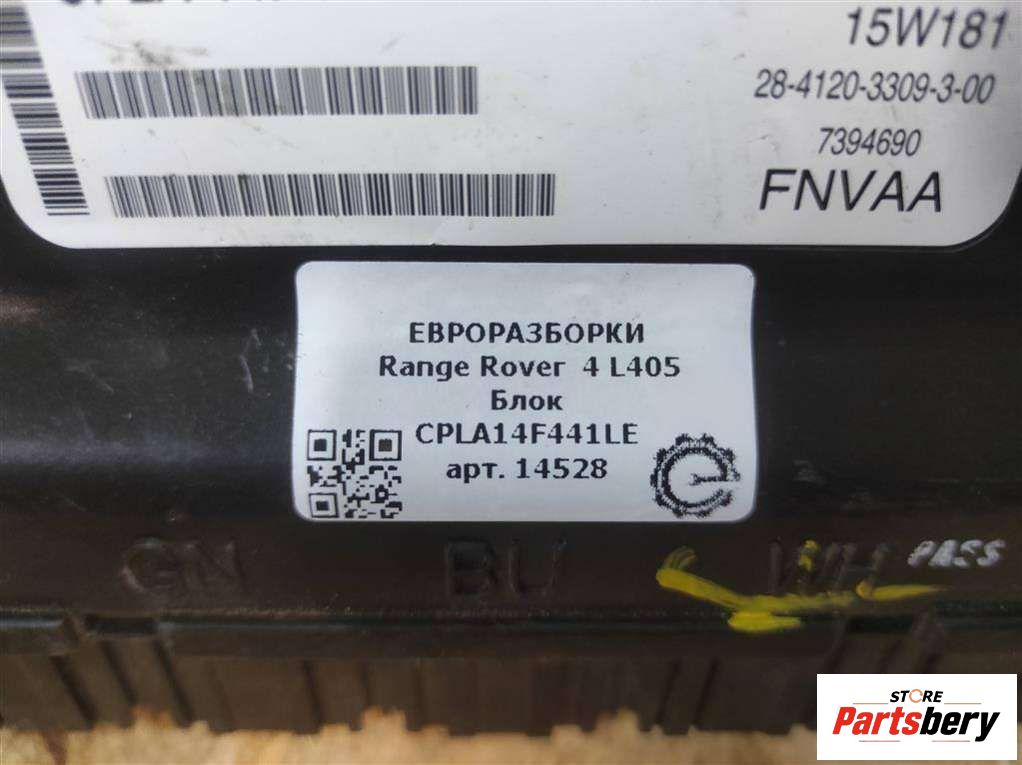 15W181
28-4120-3309-3-00
7394690
FNVAA
ЕВРОРАЗБОРКИ
Range Rover 4 L405
Блок
CPLA14F441LE
арт. 14528
GN BU WH PASS
STORE
Partsbery